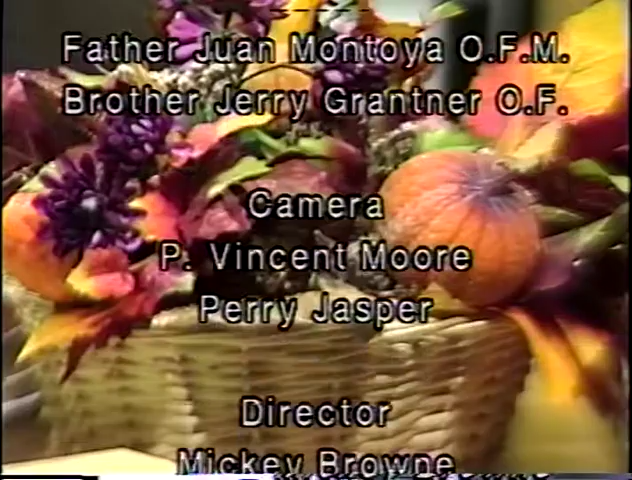 Father Juan Montoya O.F.M.
Brother Jerry Grantner O.F.
Camera
P. Vincent Moore
Perry Jasper
Director
Mickey Browne